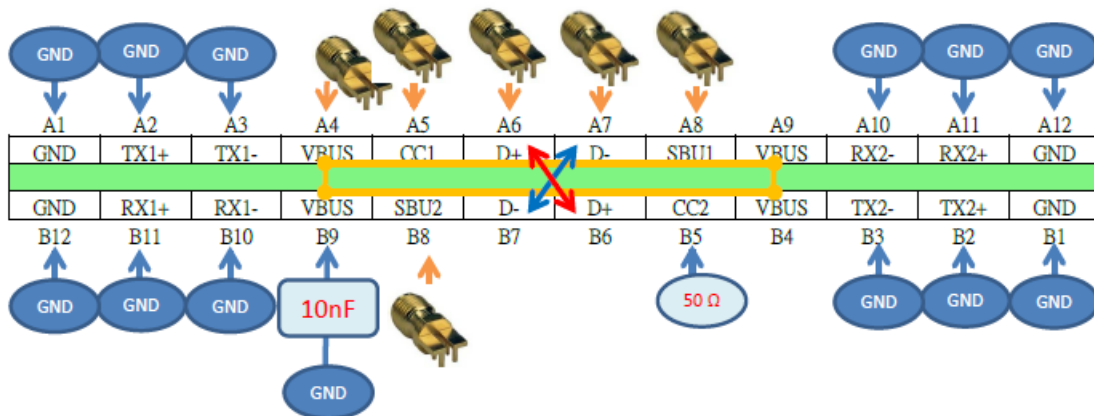 GND GND GND GND GND GND
A1 A2 A3 A4 A5 A6 A7 A8 A9 A10 A11 A12
GND TX1+ TX1- VBUS CC1 D+ D- SBU1 VBUS RX2- RX2+ GND
GND RX1+ RX1- VBUS SBU2 D- D+ CC2 VBUS TX2- TX2+ GND
B12 B11 B10 B9 B8 B7 B6 B5 B4 B3 B2 B1
GND GND GND 10nF 50 Ω GND GND GND
GND